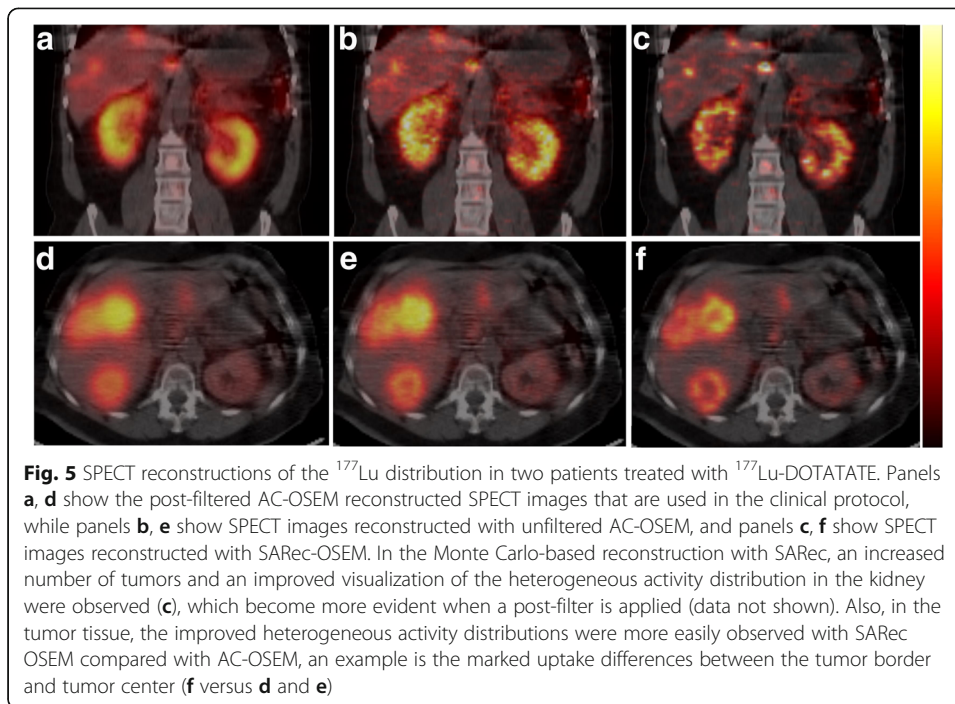 a b c
d e f
Fig. 5 SPECT reconstructions of the ¹⁷⁷Lu distribution in two patients treated with ¹⁷⁷Lu-DOTATATE. Panels
a, d show the post-filtered AC-OSEM reconstructed SPECT images that are used in the clinical protocol,
while panels b, e show SPECT images reconstructed with unfiltered AC-OSEM, and panels c, f show SPECT
images reconstructed with SARec-OSEM. In the Monte Carlo-based reconstruction with SARec, an increased
number of tumors and an improved visualization of the heterogeneous activity distribution in the kidney
were observed (c), which become more evident when a post-filter is applied (data not shown). Also, in the
tumor tissue, the improved heterogeneous activity distributions were more easily observed with SARec
OSEM compared with AC-OSEM, an example is the marked uptake differences between the tumor border
and tumor center (f versus d and e)